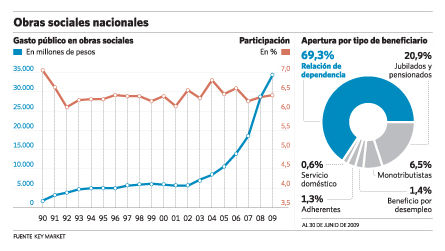 Obras sociales nacionales
Gasto público en obras sociales
En millones de pesos
Participación
En %
35.000
30.000
25.000
20.000
15.000
10.000
5.000
0
7,0
6,5
6,0
5,5
5,0
4,5
4,0
3,5
90 91 92 93 94 95 96 97 98 99 00 01 02 03 04 05 06 07 08 09
Apertura por tipo de beneficiario
69,3%
Relación de
dependencia
20,9%
Jubilados y
pensionados
0,6%
Servicio
doméstico
1,3%
Adherentes
6,5%
Monotributistas
1,4%
Beneficio por
desempleo
AL 30 DE JUNIO DE 2009
FUENTE KEY MARKET